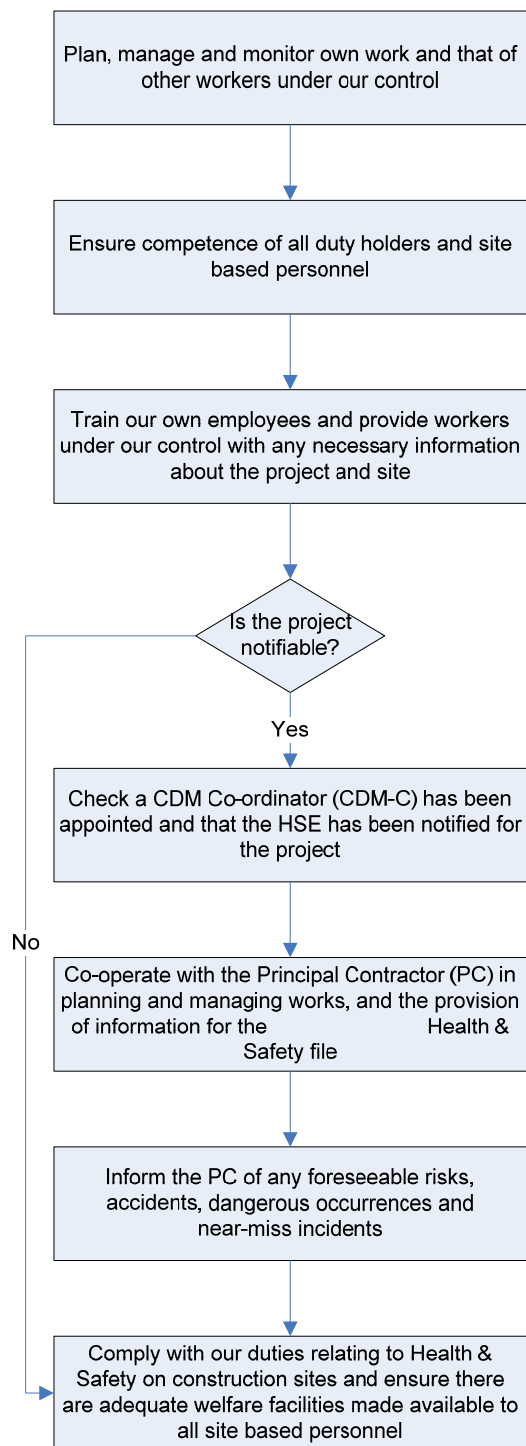 Plan, manage and monitor own work and that of
other workers under our control
Ensure competence of all duty holders and site
based personnel
Train our own employees and provide workers
under our control with any necessary information
about the project and site
Is the project
notifiable?
Yes
Check a CDM Co-ordinator (CDM-C) has been
appointed and that the HSE has been notified for
the project
No
Co-operate with the Principal Contractor (PC) in
planning and managing works, and the provision
of information for the Health &
Safety file
Inform the PC of any foreseeable risks,
accidents, dangerous occurrences and
near-miss incidents
Comply with our duties relating to Health &
Safety on construction sites and ensure there
are adequate welfare facilities made available to
all site based personnel